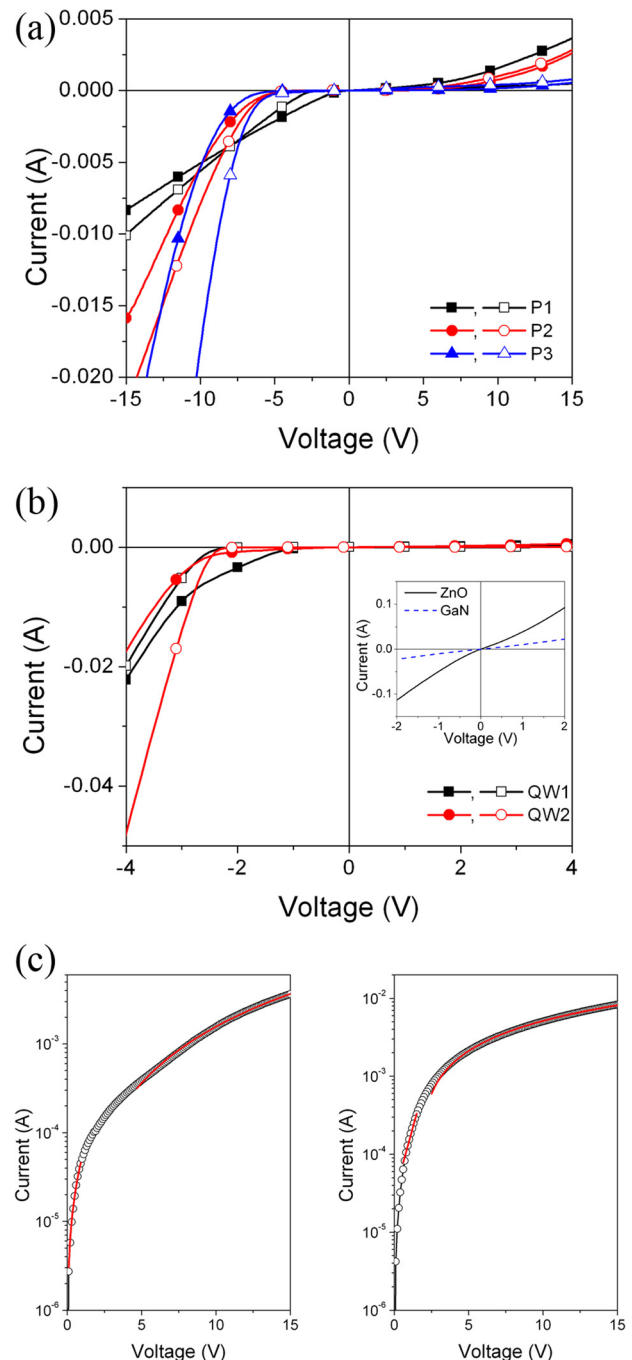 (a)
0.005
0.000
-0.005
-0.010
-0.015
-0.020
Current (A)
, P1
, P2
, P3
-15 -10 -5 0 5 10 15
Voltage (V)
(b)
0.00
-0.02
-0.04
Current (A)
ZnO
GaN
0.1
0.0
-0.1
Current (A)
-2 -1 0 1 2
Voltage (V)
, QW1
, QW2
-4 -2 0 2 4
Voltage (V)
(c)
10-3
10-4
10-5
10-6
Current (A)
0 5 10 15
Voltage (V)
10-2
10-3
10-4
10-5
10-6
Current (A)
0 5 10 15
Voltage (V)